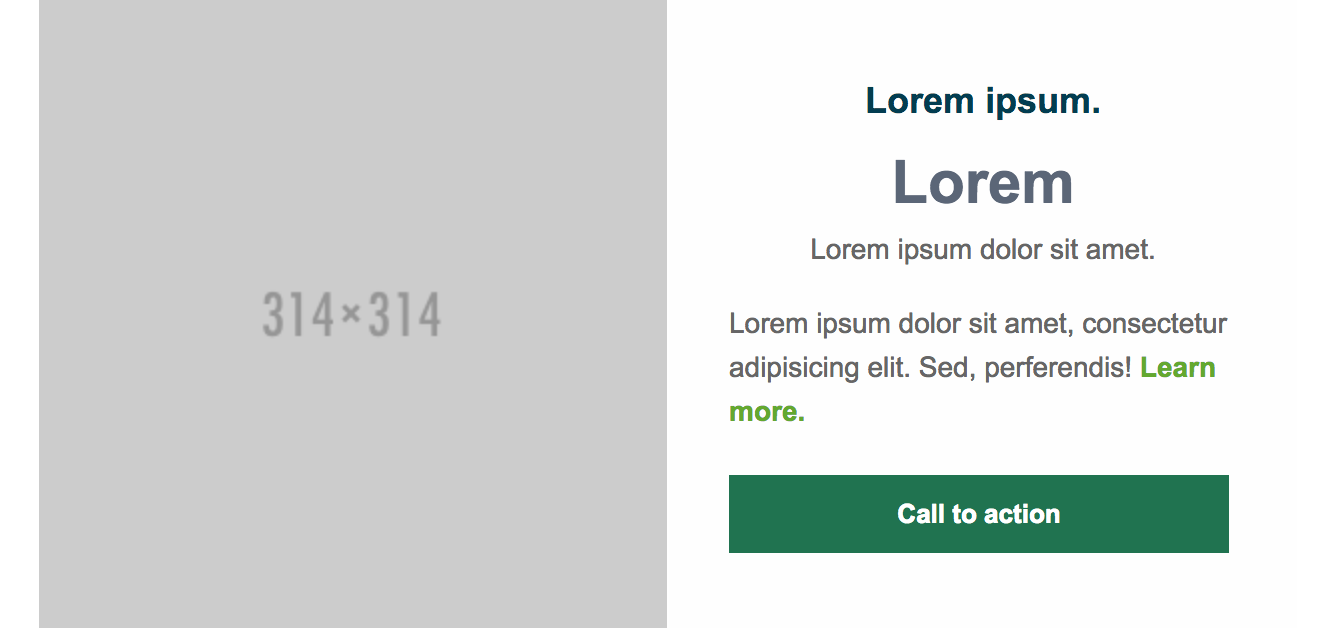 314×314
Lorem ipsum.
Lorem
Lorem ipsum dolor sit amet.
Lorem ipsum dolor sit amet, consectetur
adipisicing elit. Sed, perferendis! Learn
more.
Call to action